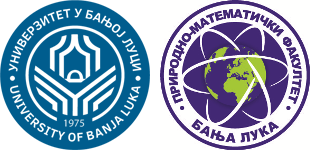 УНИВЕРЗИТЕТ У БАЊОЈ ЛУЦИ
UNIVERSITY OF BANJA LUKA
1975
ПРИРОДНО-МАТЕМАТИЧКИ ФАКУЛТЕТ
БАЊА ЛУКА